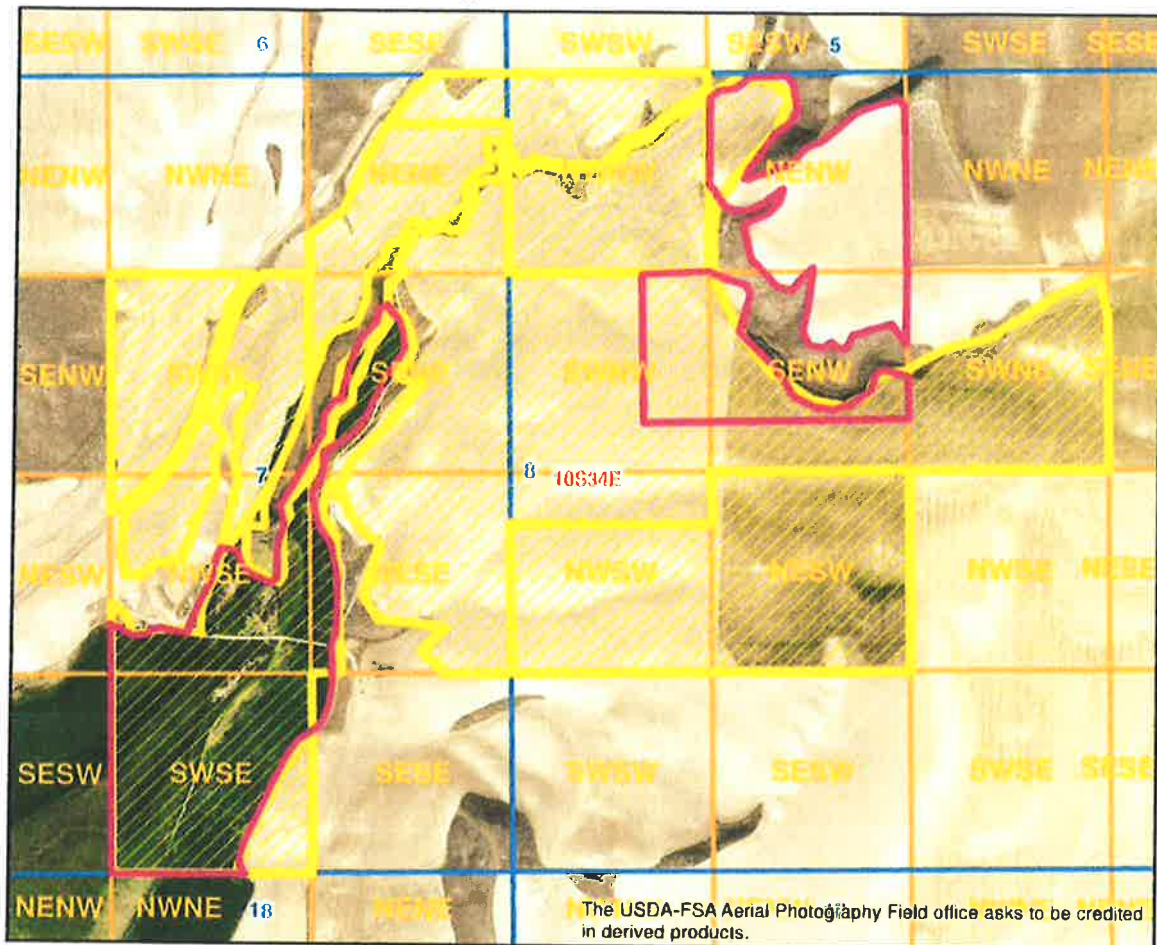 SESW SWSE 6 SESE SWSW SESW 5 SWSE SESE
NENW NWNE NENE NENW NWNE NENE
SENW SENE SWNW SENW SWNE SENE
7 8 10S34E
NESW NWSE NESE NWSW NESW NWSE NESE
SESW SWSE SESE SWSW SESW SWSE SESE
NENW NWNE 18 NENE
The USDA-FSA Aerial Photography Field office asks to be credited
in derived products.